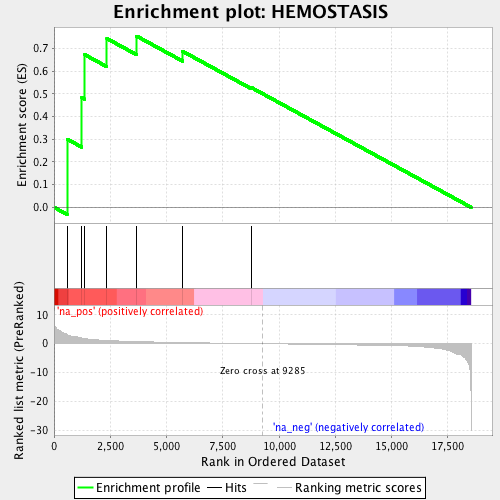 Enrichment plot: HEMOSTASIS
Enrichment score (ES)
0.7
0.6
0.5
0.4
0.3
0.2
0.1
0.0
'na_pos' (positively correlated)
Ranked list metric (PreRanked)
10
0
-10
-20
-30
Zero cross at 9285
'na_neg' (negatively correlated)
0 2,500 5,000 7,500 10,000 12,500 15,000 17,500
Rank in Ordered Dataset
Enrichment profile Hits Ranking metric scores